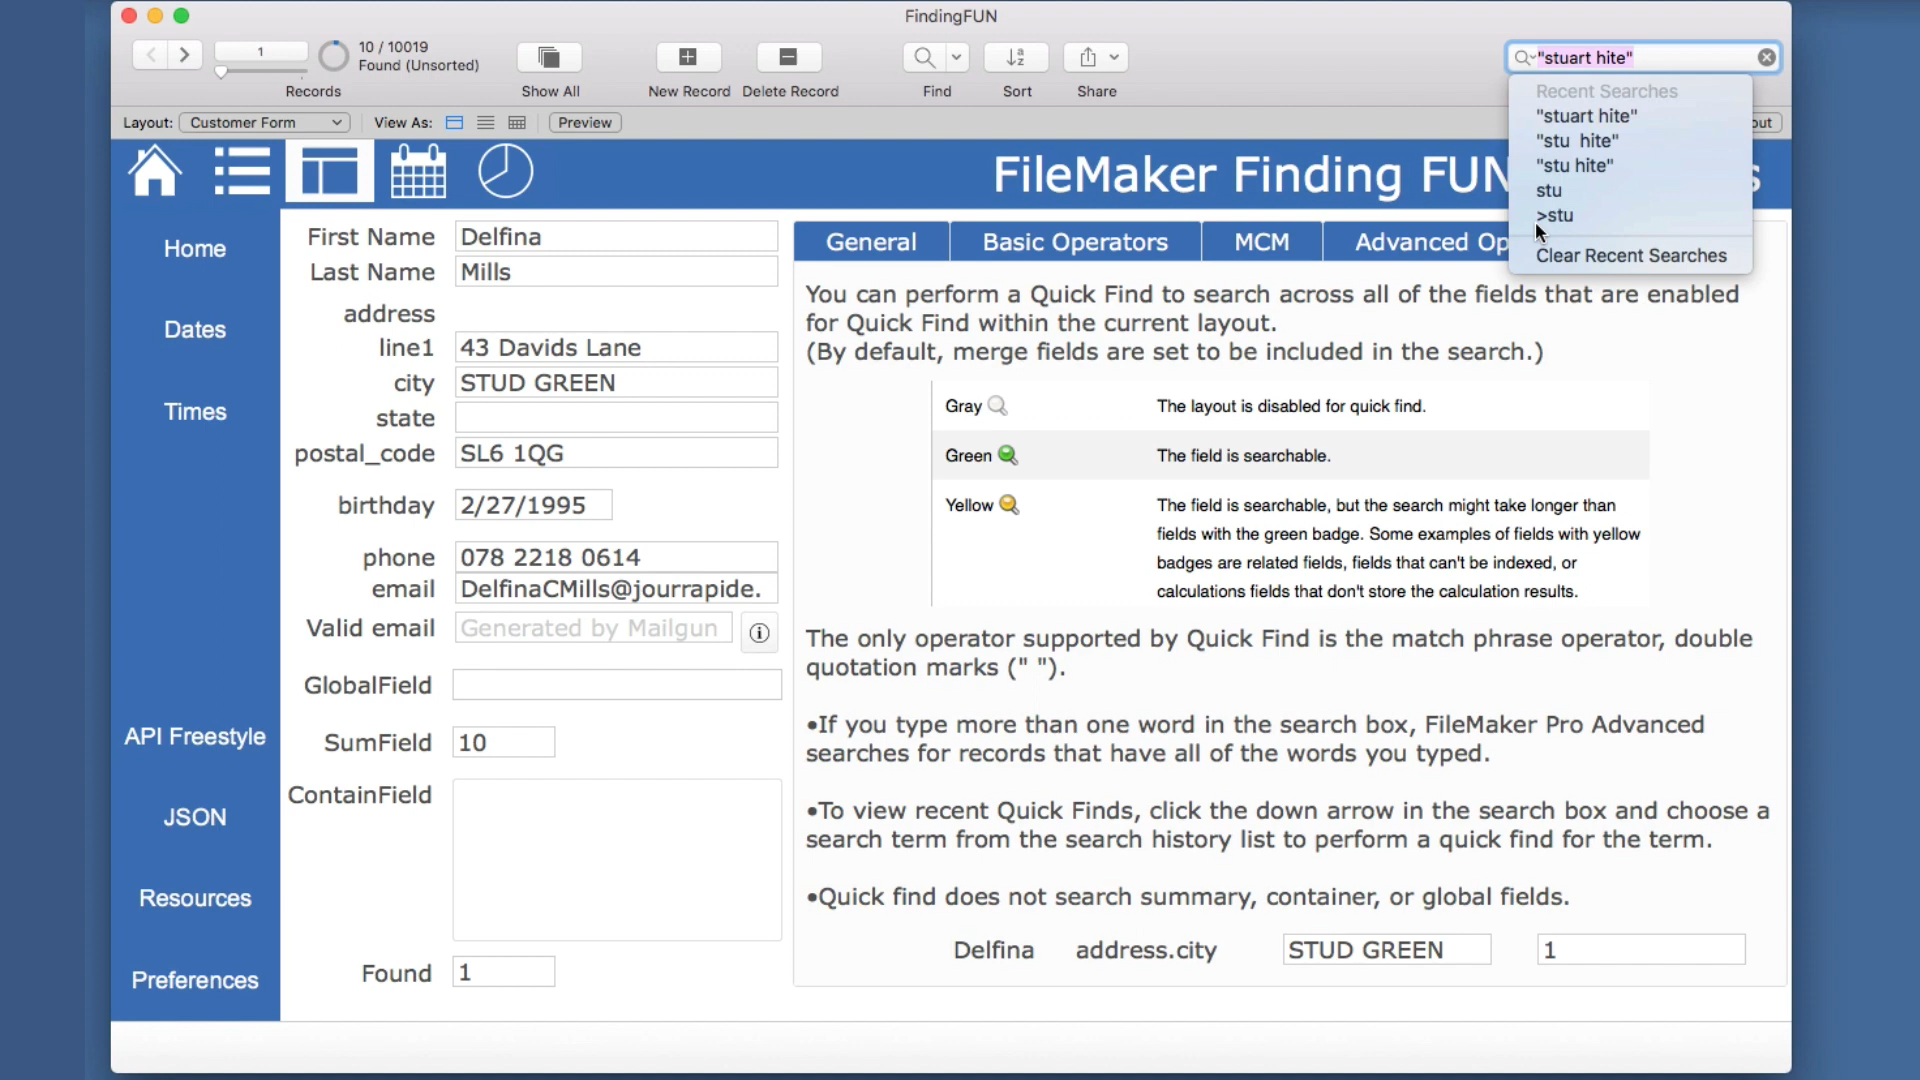 FindingFUN
1
10 / 10019
Found (Unsorted)
Records
Show All
New Record
Delete Record
Find
Sort
Share
"stuart hite"
Recent Searches
"stuart hite"
"stu  hite"
"stu hite"
stu
>stu
Clear Recent Searches
Layout:
Customer Form
View As:
Preview
out
FileMaker Finding FUN
s
Home
Dates
Times
API Freestyle
JSON
Resources
Preferences
First Name
Delfina
Last Name
Mills
address
line1
43 Davids Lane
city
STUD GREEN
state
postal_code
SL6 1QG
birthday
2/27/1995
phone
078 2218 0614
email
DelfinaCMills@jourrapide.
Valid email
Generated by Mailgun
GlobalField
SumField
10
ContainField
Found
1
General
Basic Operators
MCM
Advanced Op
You can perform a Quick Find to search across all of the fields that are enabled
for Quick Find within the current layout.
(By default, merge fields are set to be included in the search.)
Gray
The layout is disabled for quick find.
Green
The field is searchable.
Yellow
The field is searchable, but the search might take longer than
fields with the green badge. Some examples of fields with yellow
badges are related fields, fields that can't be indexed, or
calculations fields that don't store the calculation results.
The only operator supported by Quick Find is the match phrase operator, double
quotation marks (" ").
•If you type more than one word in the search box, FileMaker Pro Advanced
searches for records that have all of the words you typed.
•To view recent Quick Finds, click the down arrow in the search box and choose a
search term from the search history list to perform a quick find for the term.
•Quick find does not search summary, container, or global fields.
Delfina
address.city
STUD GREEN
1